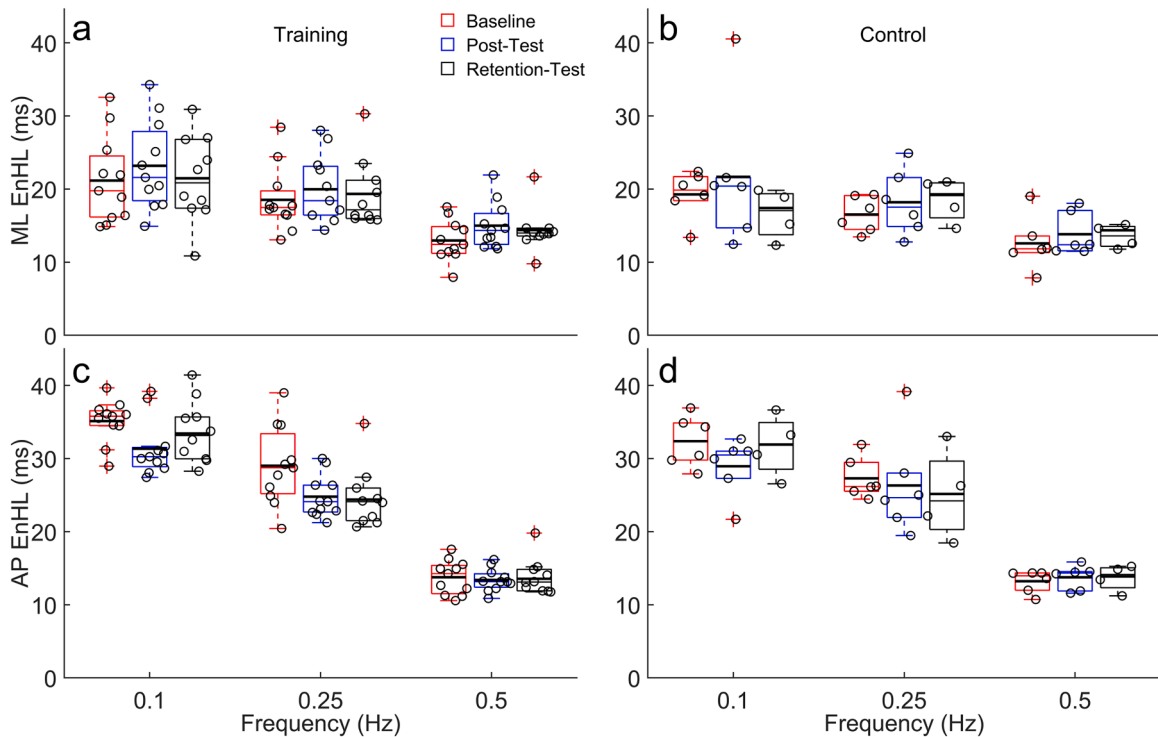 a
Training
Baseline
Post-Test
Retention-Test
b
Control
40
30
20
10
0
ML EnHL (ms)
40
30
20
10
0
c
d
40
30
20
10
0
AP EnHL (ms)
40
30
20
10
0
0.1
0.25
0.5
Frequency (Hz)
0.1
0.25
0.5
Frequency (Hz)